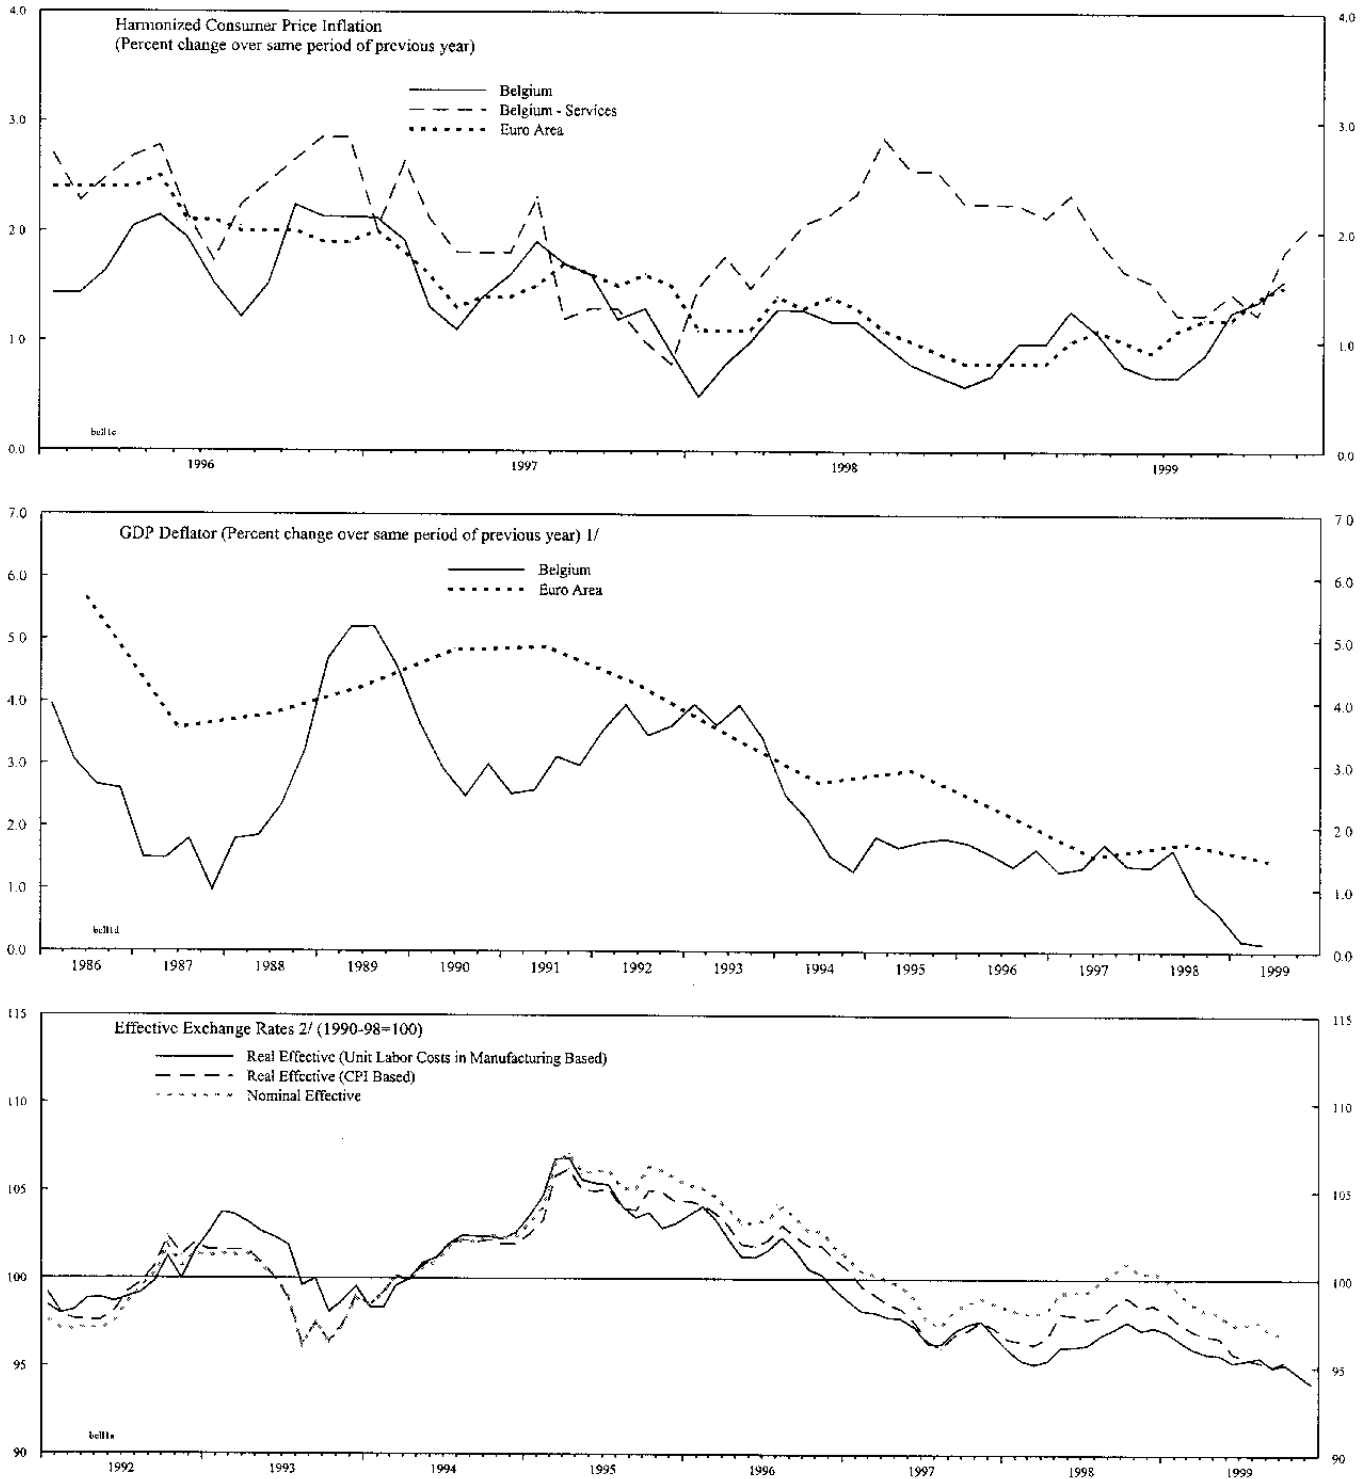 4.0 4.0
Harmonized Consumer Price Inflation
(Percent change over same period of previous year)
Belgium
Belgium - Services
Euro Area
3.0 3.0
2.0 2.0
1.0 1.0
0.0 0.0
1996 1997 1998 1999
7.0 7.0
GDP Deflator (Percent change over same period of previous year) 1/
Belgium
Euro Area
6.0 6.0
5.0 5.0
4.0 4.0
3.0 3.0
2.0 2.0
1.0 1.0
0.0 0.0
1986 1987 1988 1989 1990 1991 1992 1993 1994 1995 1996 1997 1998 1999
115 115
Effective Exchange Rates 2/ (1990-98=100)
Real Effective (Unit Labor Costs in Manufacturing Based)
Real Effective (CPI Based)
Nominal Effective
110 110
105 105
100 100
95 95
90 90
1992 1993 1994 1995 1996 1997 1998 1999